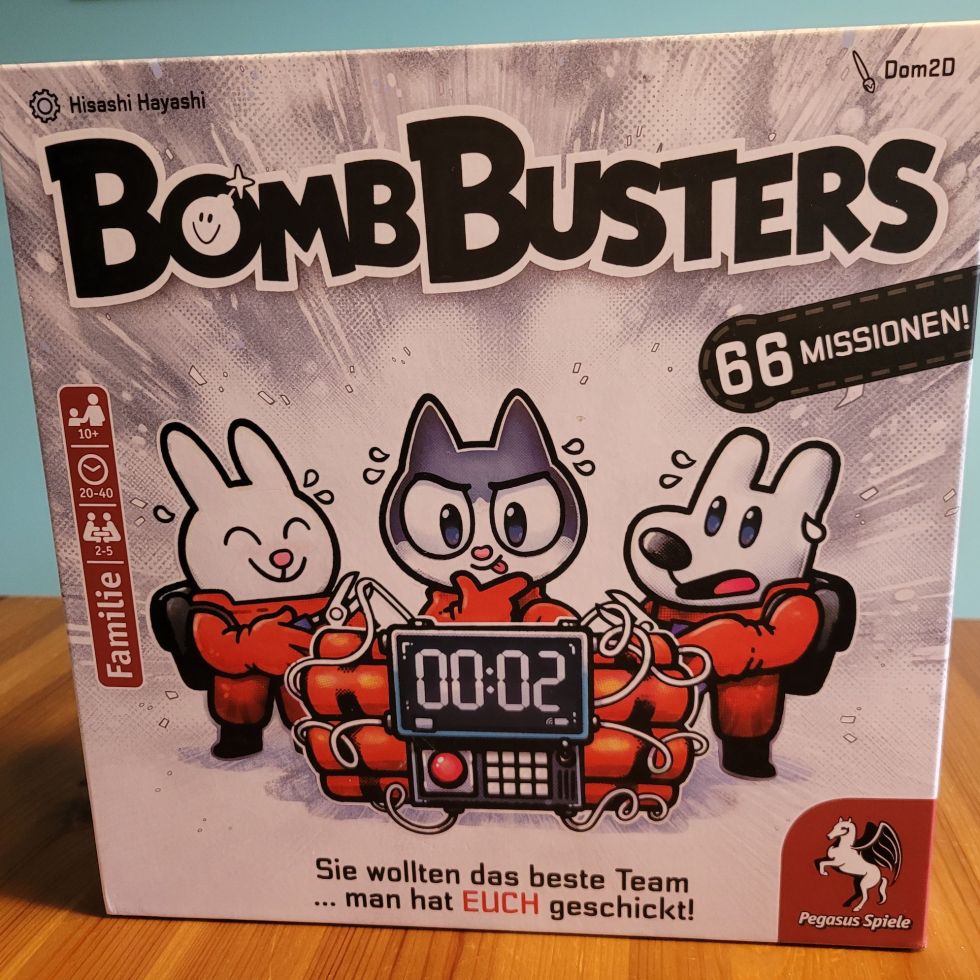 Hisashi Hayashi
Dom2D
BOMBBUSTERS
66 MISSIONEN!
10+
20-40
2-5
Familie
00:02
Sie wollten das beste Team
... man hat EUCH geschickt!
Pegasus Spiele